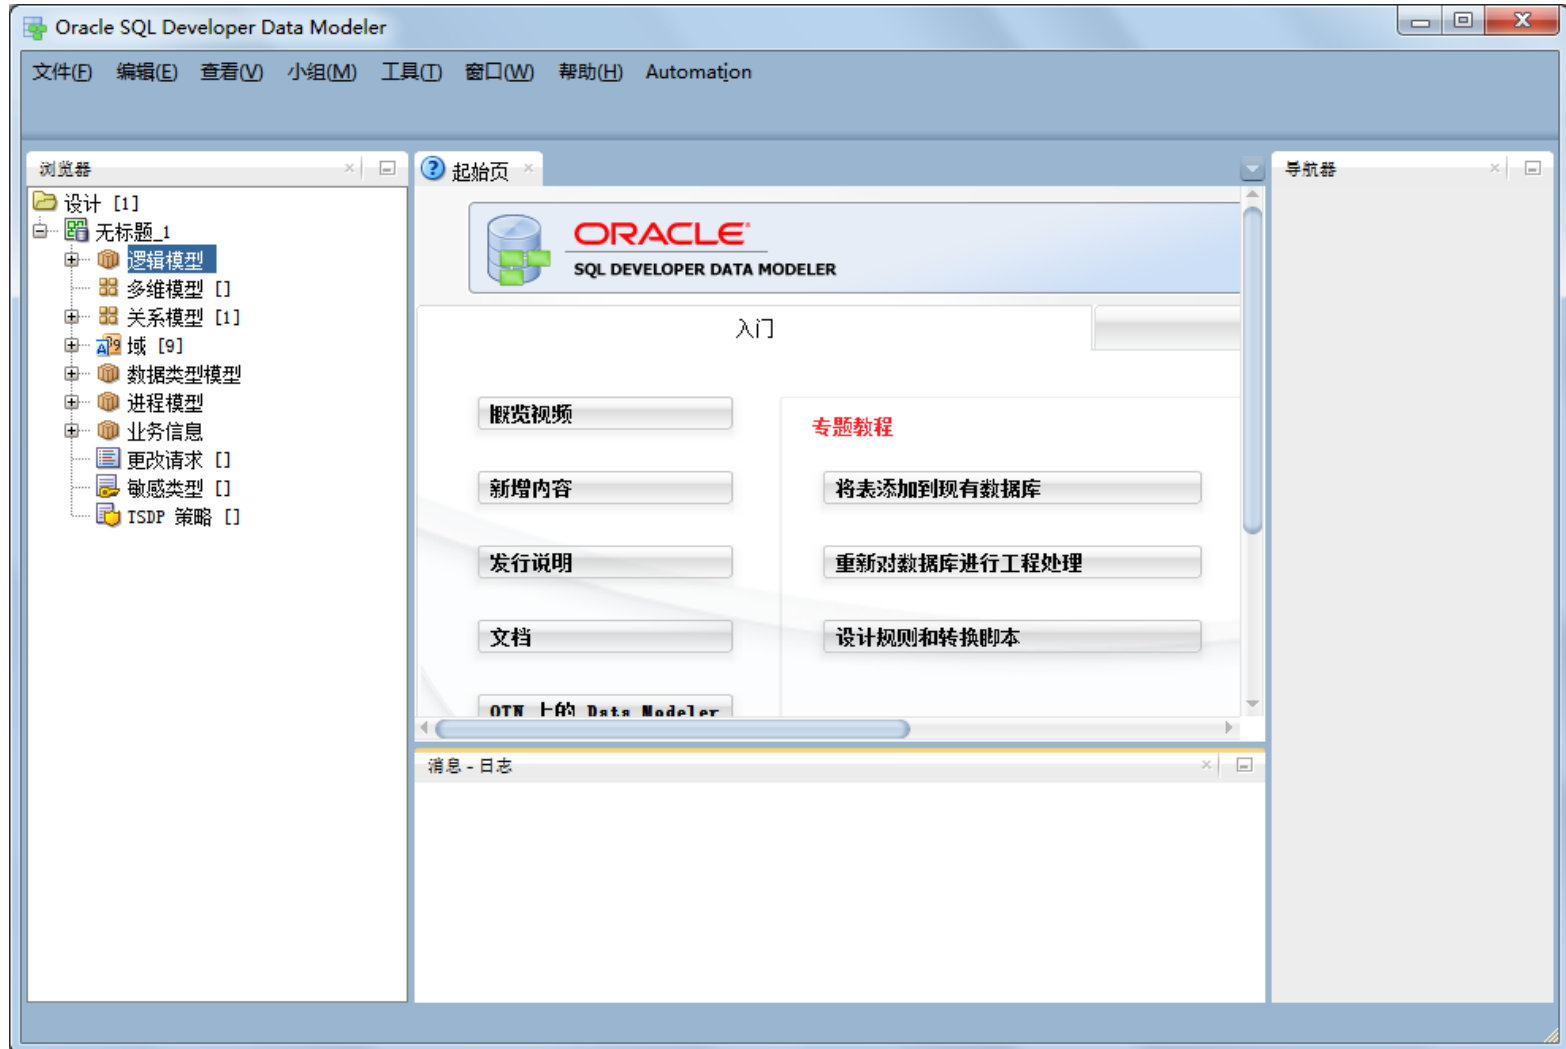 Oracle SQL Developer Data Modeler
文件(F) 编辑(E) 查看(V) 小组(M) 工具(T) 窗口(W) 帮助(H) Automation
浏览器
设计 [1]
无标题_1
逻辑模型
多维模型 []
关系模型 [1]
域 [9]
数据类型模型
进程模型
业务信息
更改请求 []
敏感类型 []
TSDP 策略 []
起始页
ORACLE
SQL DEVELOPER DATA MODELER
入门
概览视频
新增内容
发行说明
文档
OTN 上的 Data Modeler
专题教程
将表添加到现有数据库
重新对数据库进行工程处理
设计规则和转换脚本
消息 - 日志
导航器